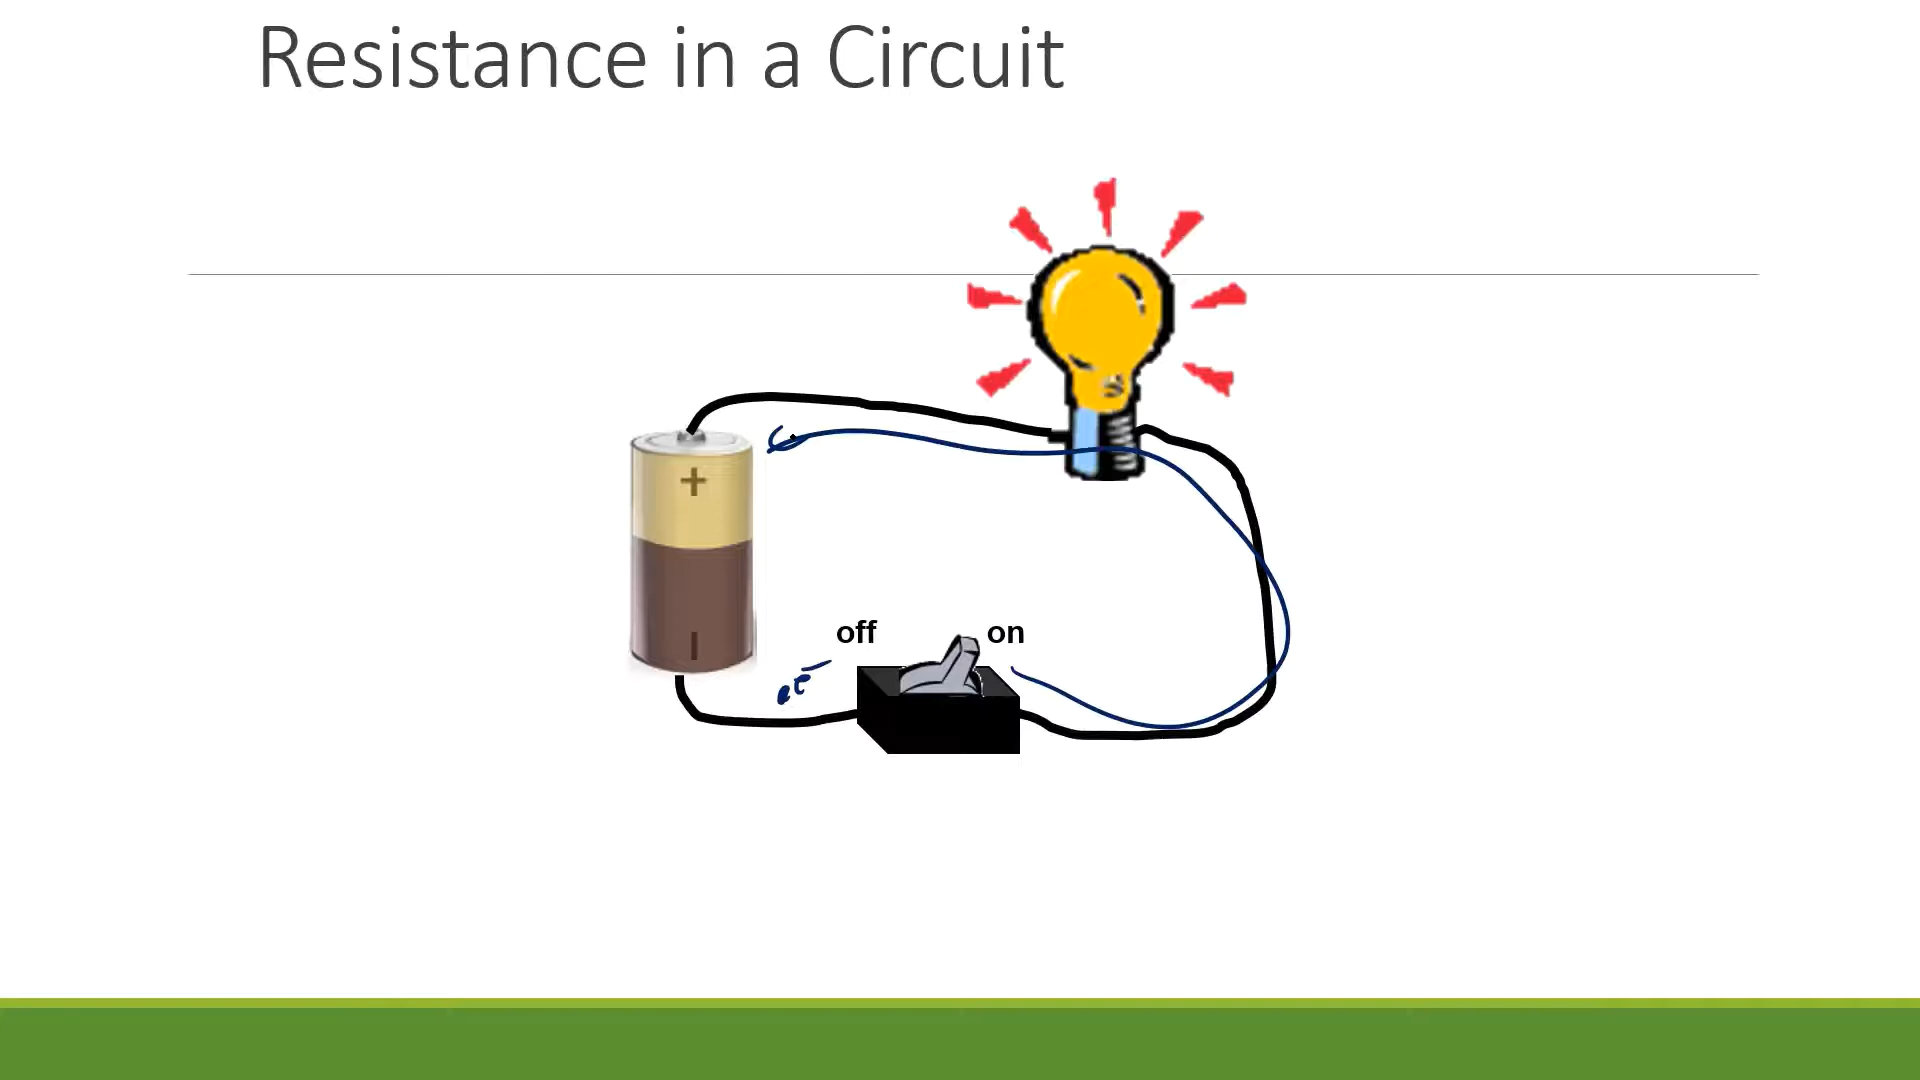 Resistance in a Circuit
+
off on